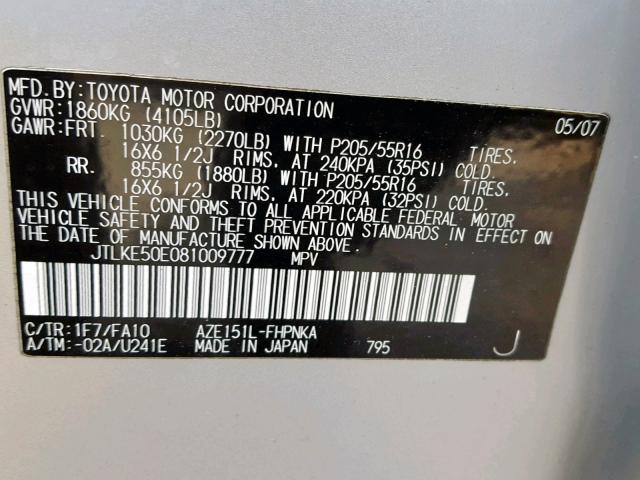 MFD. BY: TOYOTA MOTOR CORPORATION 05/07
GVWR: 1860KG (4105LB)
GAWR: FRT. 1030KG (2270LB) WITH P205/55R16 TIRES.
16X6 1/2J RIMS. AT 240KPA (35PSI) COLD.
RR. 855KG (1880LB) WITH P205/55R16 TIRES.
16X6 1/2J RIMS. AT 220KPA (32PSI) COLD.
THIS VEHICLE CONFORMS TO ALL APPLICABLE FEDERAL MOTOR
VEHICLE SAFETY AND THEFT PREVENTION STANDARDS IN EFFECT
ON THE DATE OF MANUFACTURE SHOWN ABOVE.
JTLKE50E081009777 MPV
C/TR: 1F7/FA10 AZE151L-FHPNKA
A/TM: -02A/U241E MADE IN JAPAN 795 J